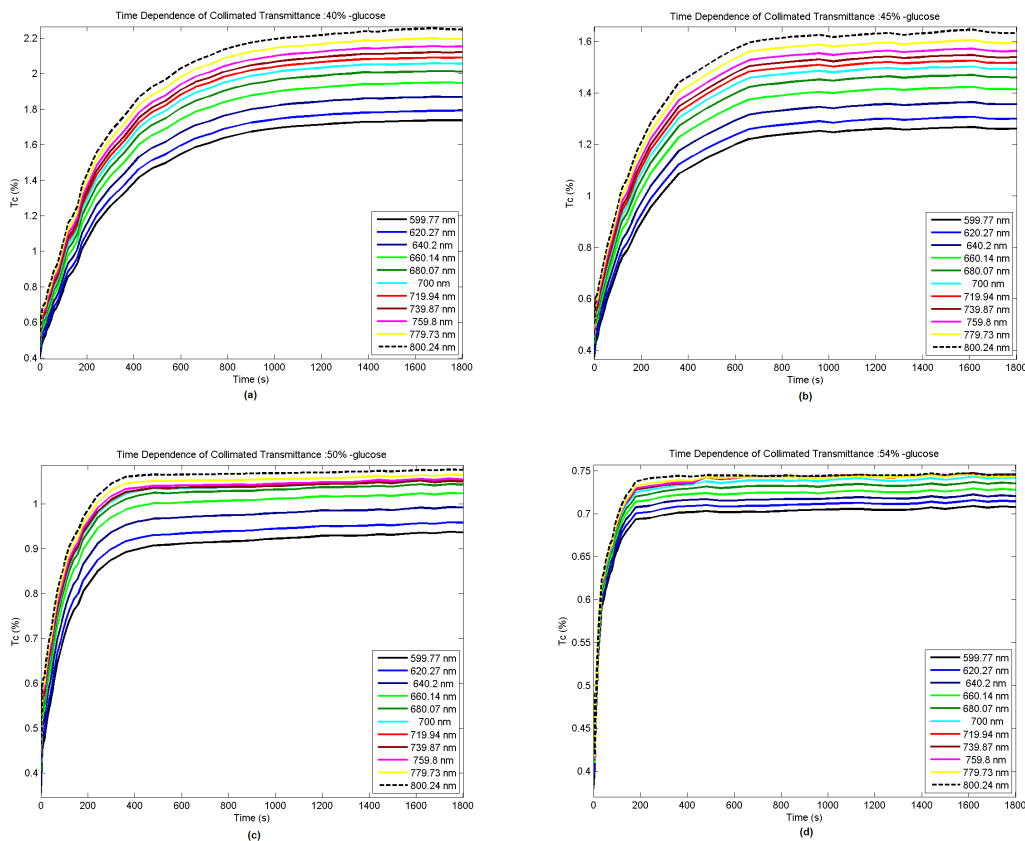 Time Dependence of Collimated Transmittance :40% -glucose
2.2
2
1.8
1.6
1.4
1.2
1
0.8
0.6
0.4
Tc (%)
599.77 nm
620.27 nm
640.2 nm
660.14 nm
680.07 nm
700 nm
719.94 nm
739.87 nm
759.8 nm
779.73 nm
800.24 nm
0 200 400 600 800 1000 1200 1400 1600 1800
Time (s)
(a)
Time Dependence of Collimated Transmittance :45% -glucose
1.6
1.4
1.2
1
0.8
0.6
0.4
Tc (%)
599.77 nm
620.27 nm
640.2 nm
660.14 nm
680.07 nm
700 nm
719.94 nm
739.87 nm
759.8 nm
779.73 nm
800.24 nm
0 200 400 600 800 1000 1200 1400 1600 1800
Time (s)
(b)
Time Dependence of Collimated Transmittance :50% -glucose
1
0.9
0.8
0.7
0.6
0.5
0.4
Tc (%)
599.77 nm
620.27 nm
640.2 nm
660.14 nm
680.07 nm
700 nm
719.94 nm
739.87 nm
759.8 nm
779.73 nm
800.24 nm
0 200 400 600 800 1000 1200 1400 1600 1800
Time (s)
(c)
Time Dependence of Collimated Transmittance :54% -glucose
0.75
0.7
0.65
0.6
0.55
0.5
0.45
0.4
Tc (%)
599.77 nm
620.27 nm
640.2 nm
660.14 nm
680.07 nm
700 nm
719.94 nm
739.87 nm
759.8 nm
779.73 nm
800.24 nm
0 200 400 600 800 1000 1200 1400 1600 1800
Time (s)
(d)